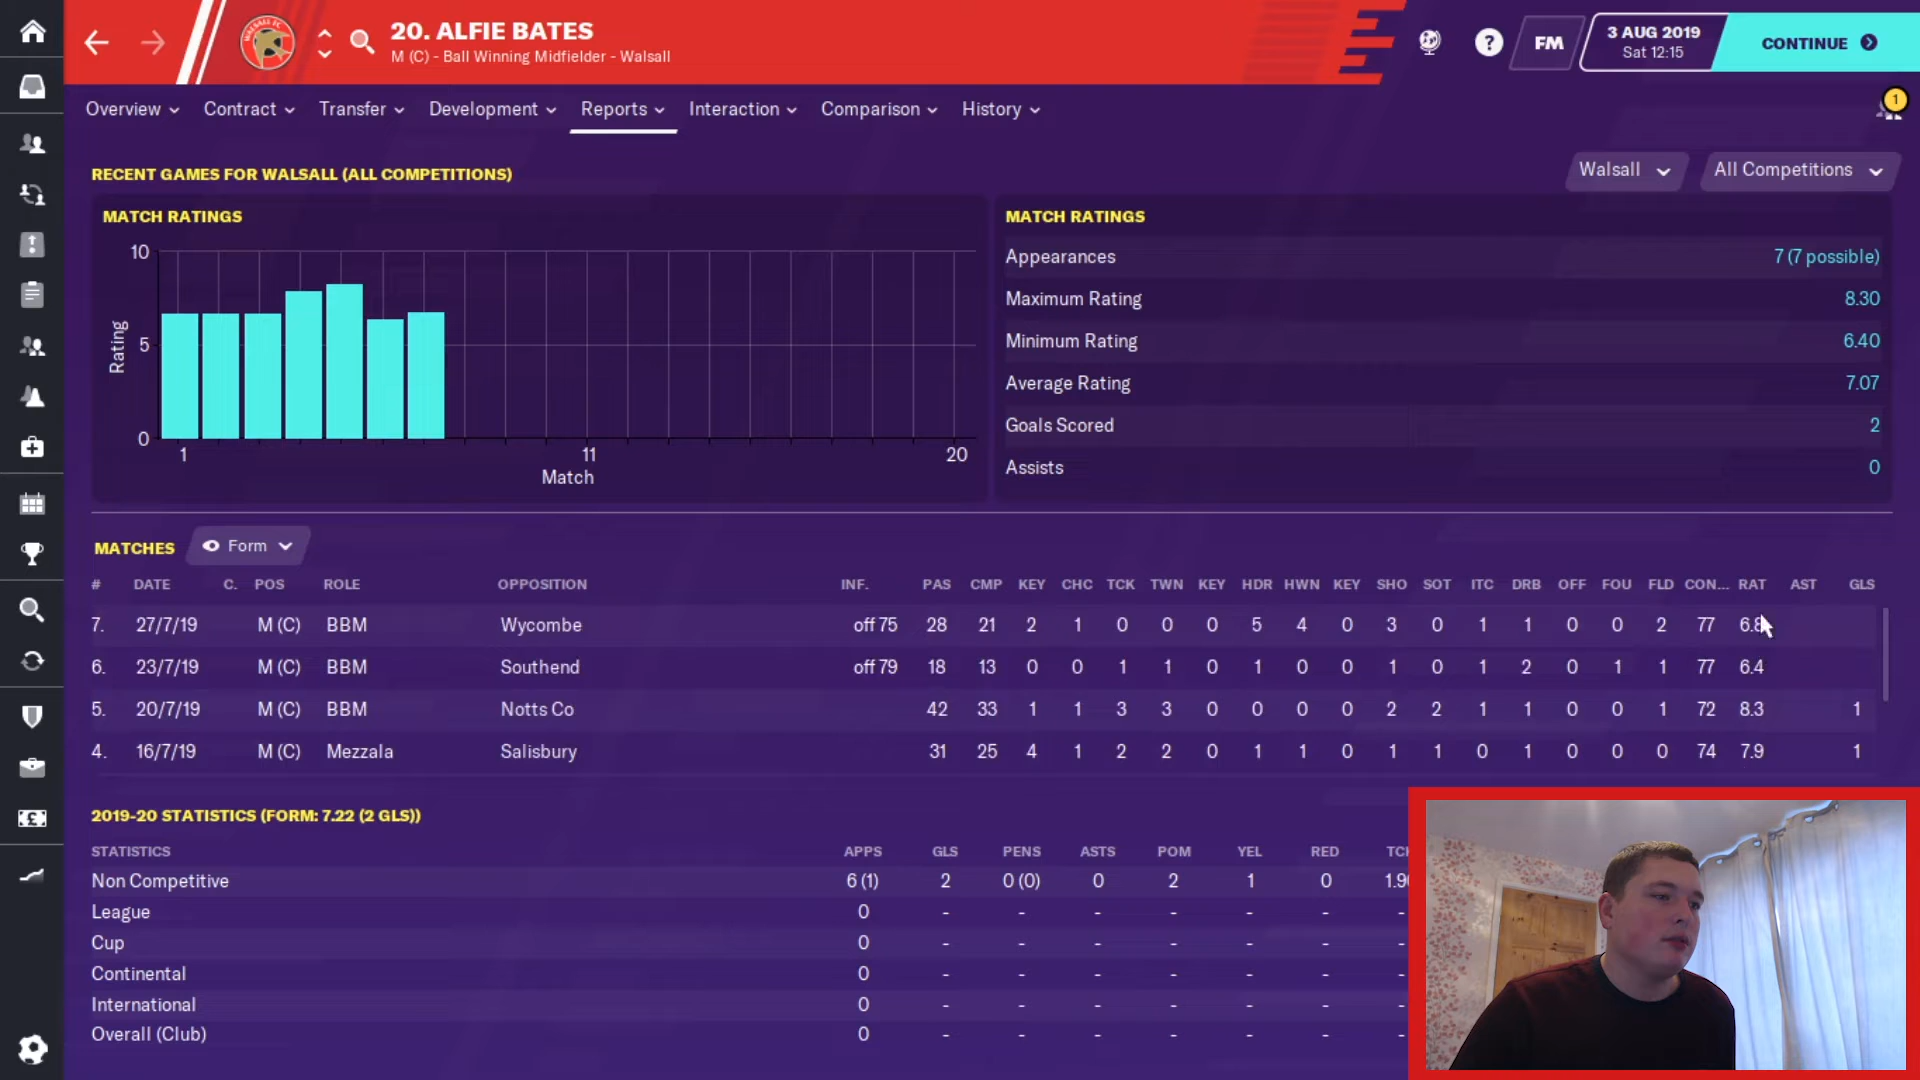 20. ALFIE BATES
M (C) - Ball Winning Midfielder - Walsall
?
FM
3 AUG 2019
Sat 12:15
CONTINUE
Overview Contract Transfer Development Reports Interaction Comparison History
1
RECENT GAMES FOR WALSALL (ALL COMPETITIONS)
Walsall
All Competitions
MATCH RATINGS
10
5
0
Rating
1 11 20
Match
MATCH RATINGS
Appearances 7 (7 possible)
Maximum Rating 8.30
Minimum Rating 6.40
Average Rating 7.07
Goals Scored 2
Assists 0
MATCHES Form
# DATE C. POS ROLE OPPOSITION INF. PAS CMP KEY CHC TCK TWN KEY HDR HWN KEY SHO SOT ITC DRB OFF FOU FLD CON... RAT AST GLS
7. 27/7/19 M (C) BBM Wycombe off 75 28 21 2 1 0 0 0 5 4 0 3 0 1 1 0 0 2 77 6.8
6. 23/7/19 M (C) BBM Southend off 79 18 13 0 0 1 1 0 1 0 0 1 0 1 2 0 1 1 77 6.4
5. 20/7/19 M (C) BBM Notts Co 42 33 1 1 3 3 0 0 0 0 2 2 1 1 0 0 1 72 8.3 1
4. 16/7/19 M (C) Mezzala Salisbury 31 25 4 1 2 2 0 1 1 0 1 1 0 1 0 0 0 74 7.9 1
2019-20 STATISTICS (FORM: 7.22 (2 GLS))
STATISTICS APPS GLS PENS ASTS POM YEL RED
Non Competitive 6 (1) 2 0 (0) 0 2 1 0
League 0 - - - - - - -
Cup 0 - - - - - - -
Continental 0 - - - - - - -
International 0 - - - - - - -
Overall (Club) 0 - - - - - - -